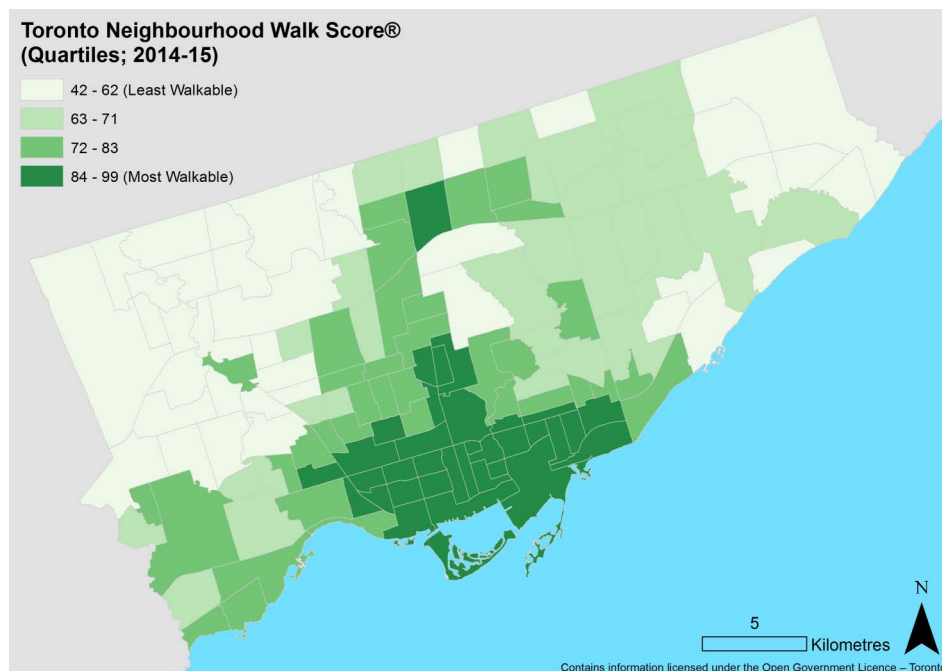 Toronto Neighbourhood Walk Score®
(Quartiles; 2014-15)
42 - 62 (Least Walkable)
63 - 71
72 - 83
84 - 99 (Most Walkable)
N
5
Kilometres
Contains information licensed under the Open Government Licence – Toronto